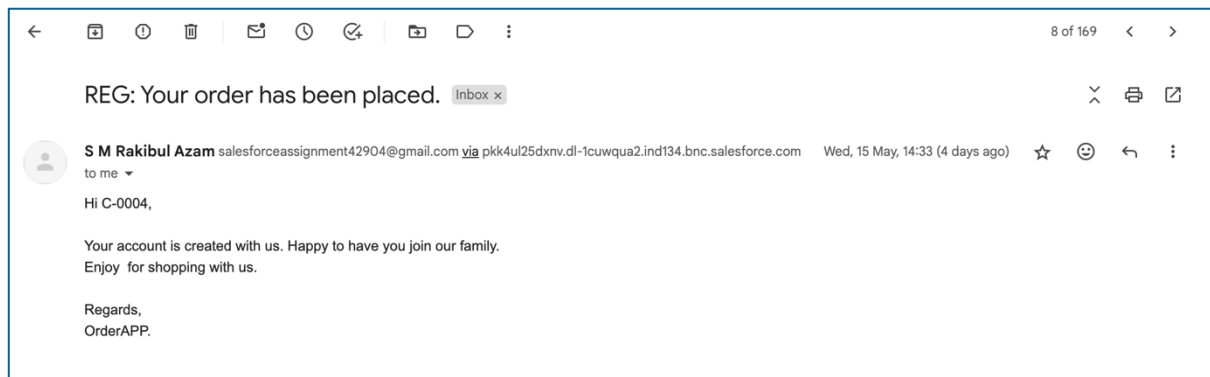 8 of 169
REG: Your order has been placed. Inbox ×
S M Rakibul Azam salesforceassignment42904@gmail.com via pkk4ul25dxnv.dl-1cuwqua2.ind134.bnc.salesforce.com Wed, 15 May, 14:33 (4 days ago)
to me
Hi C-0004,
Your account is created with us. Happy to have you join our family.
Enjoy  for shopping with us.
Regards,
OrderAPP.